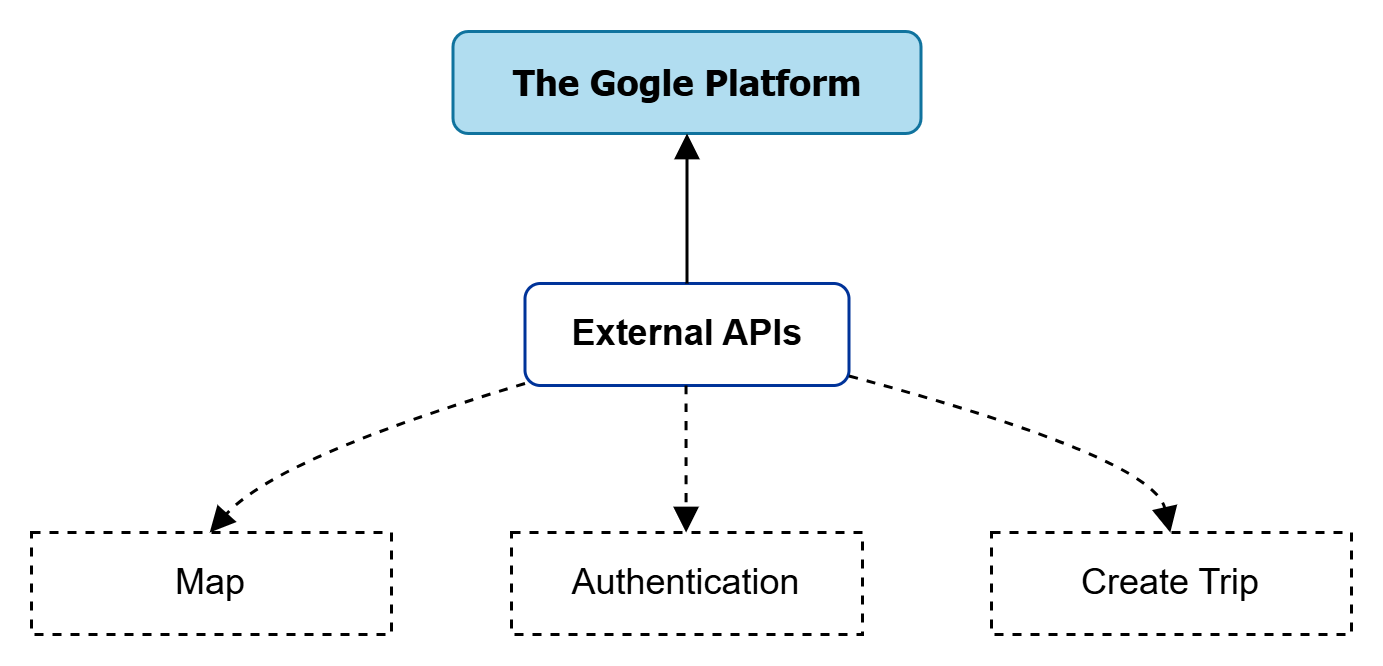 The Gogle Platform
External APIs
Map
Authentication
Create Trip